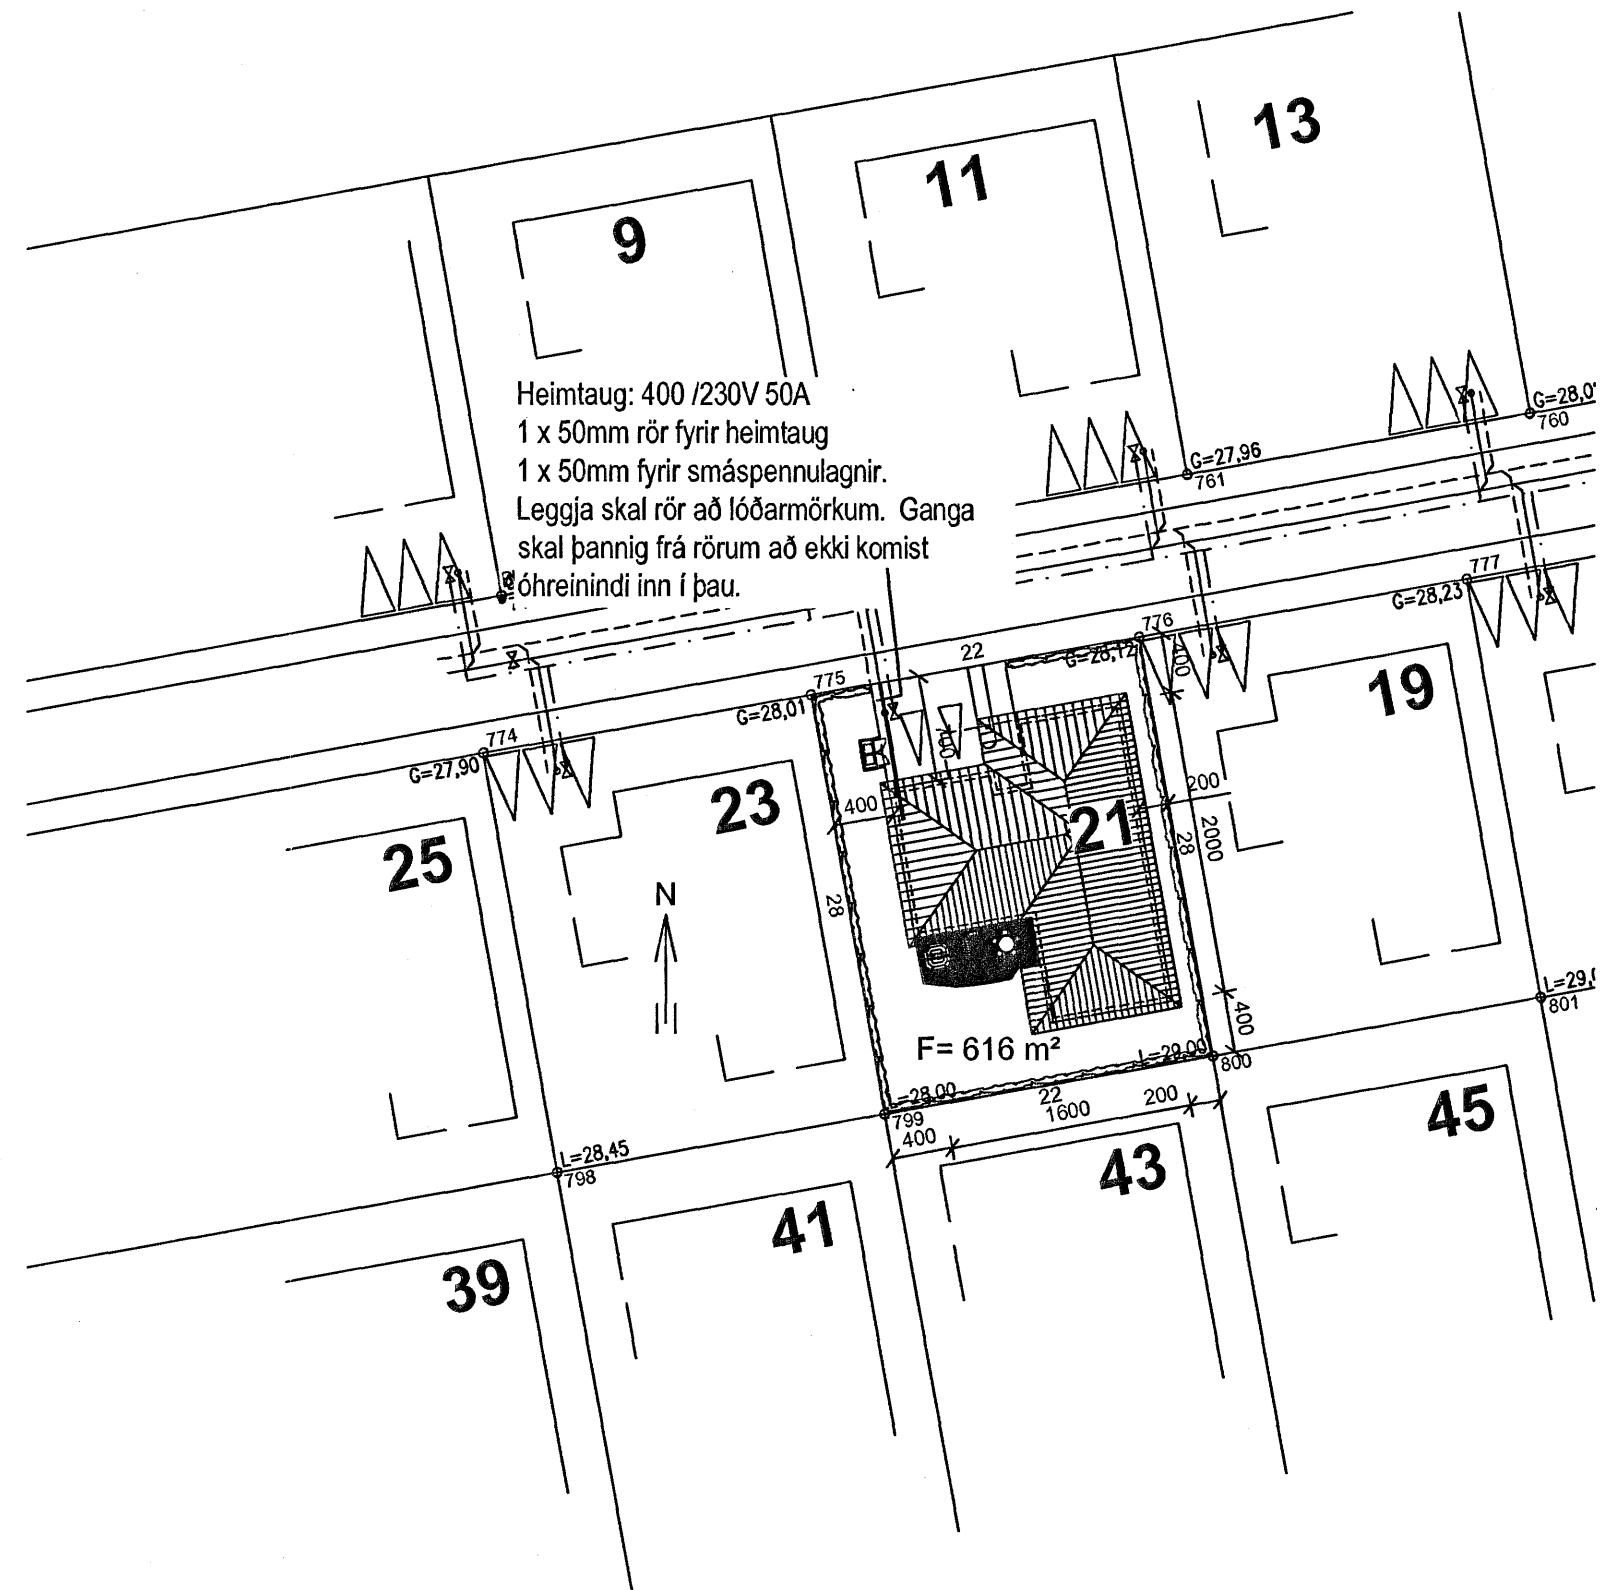 13
11
9
Heimtaug: 400 /230V 50A
1 x 50mm rör fyrir heimtaug
1 x 50mm fyrir smáspennulagnir.
Leggja skal rör að lóðarmörkum. Ganga
skal þannig frá rörum að ekki komist
óhreinindi inn í þau.
760
G=27,96
761
777
G=28,23
776
G=28,12
22
400
775
G=28,01
774
G=27,90
19
23
25
21
700
400
200
2000
28
28
N
F= 616 m²
400
L=29,00
800
801
799
22
1600
200
400
L=28,45
798
45
43
41
39